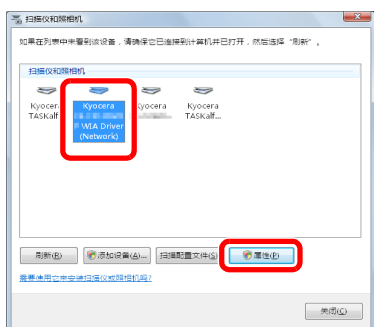 扫描仪和照相机
如果在列表中未看到该设备，请确保它已连接到计算机并已打开，然后选择“刷新”。
扫描仪和照相机
Kyocera Kyocera Kyocera Kyocera
TASKalf TASKalf...
WIA Driver
(Network)
刷新(R) 添加设备(A)... 扫描配置文件(S) 属性(P)
需要使用它来安装扫描仪或照相机吗?
关闭(C)